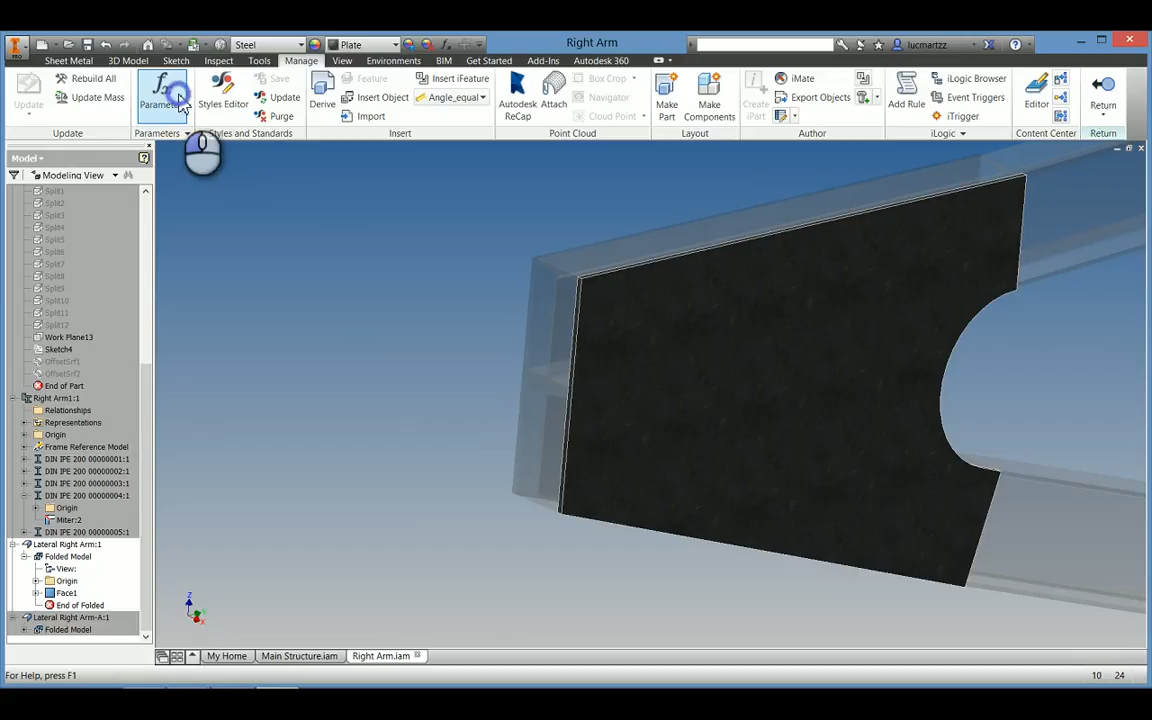 Steel
Plate
Right Arm
lucmartzz
PRO
Sheet Metal 3D Model Sketch Inspect Tools Manage View Environments BIM Get Started Add-Ins Autodesk 360
Update
Rebuild All
Update Mass
Update
Parameters
Styles Editor
Save
Update
Purge
Styles and Standards
Derive
Feature
Insert Object
Import
Insert iFeature
Angle_equal
Insert
Autodesk ReCap
Attach
Box Crop
Navigator
Cloud Point
Point Cloud
Make Part
Make Components
Layout
Create iPart
iMate
Export Objects
Author
Add Rule
iLogic Browser
Event Triggers
iTrigger
iLogic
Editor
Content Center
Return
Return
Model
Modeling View
Split1
Split2
Split3
Split4
Split5
Split6
Split7
Split8
Split9
Split10
Split11
Split12
Work Plane13
Sketch4
OffsetSrf1
OffsetSrf2
End of Part
Right Arm1:1
Relationships
Representations
Origin
Frame Reference Model
DIN IPE 200 00000001:1
DIN IPE 200 00000002:1
DIN IPE 200 00000003:1
DIN IPE 200 00000004:1
Origin
Miter:2
DIN IPE 200 00000005:1
Lateral Right Arm:1
Folded Model
View:
Origin
Face1
End of Folded
Lateral Right Arm-A:1
Folded Model
Z
My Home Main Structure.iam Right Arm.iam
For Help, press F1
10 24